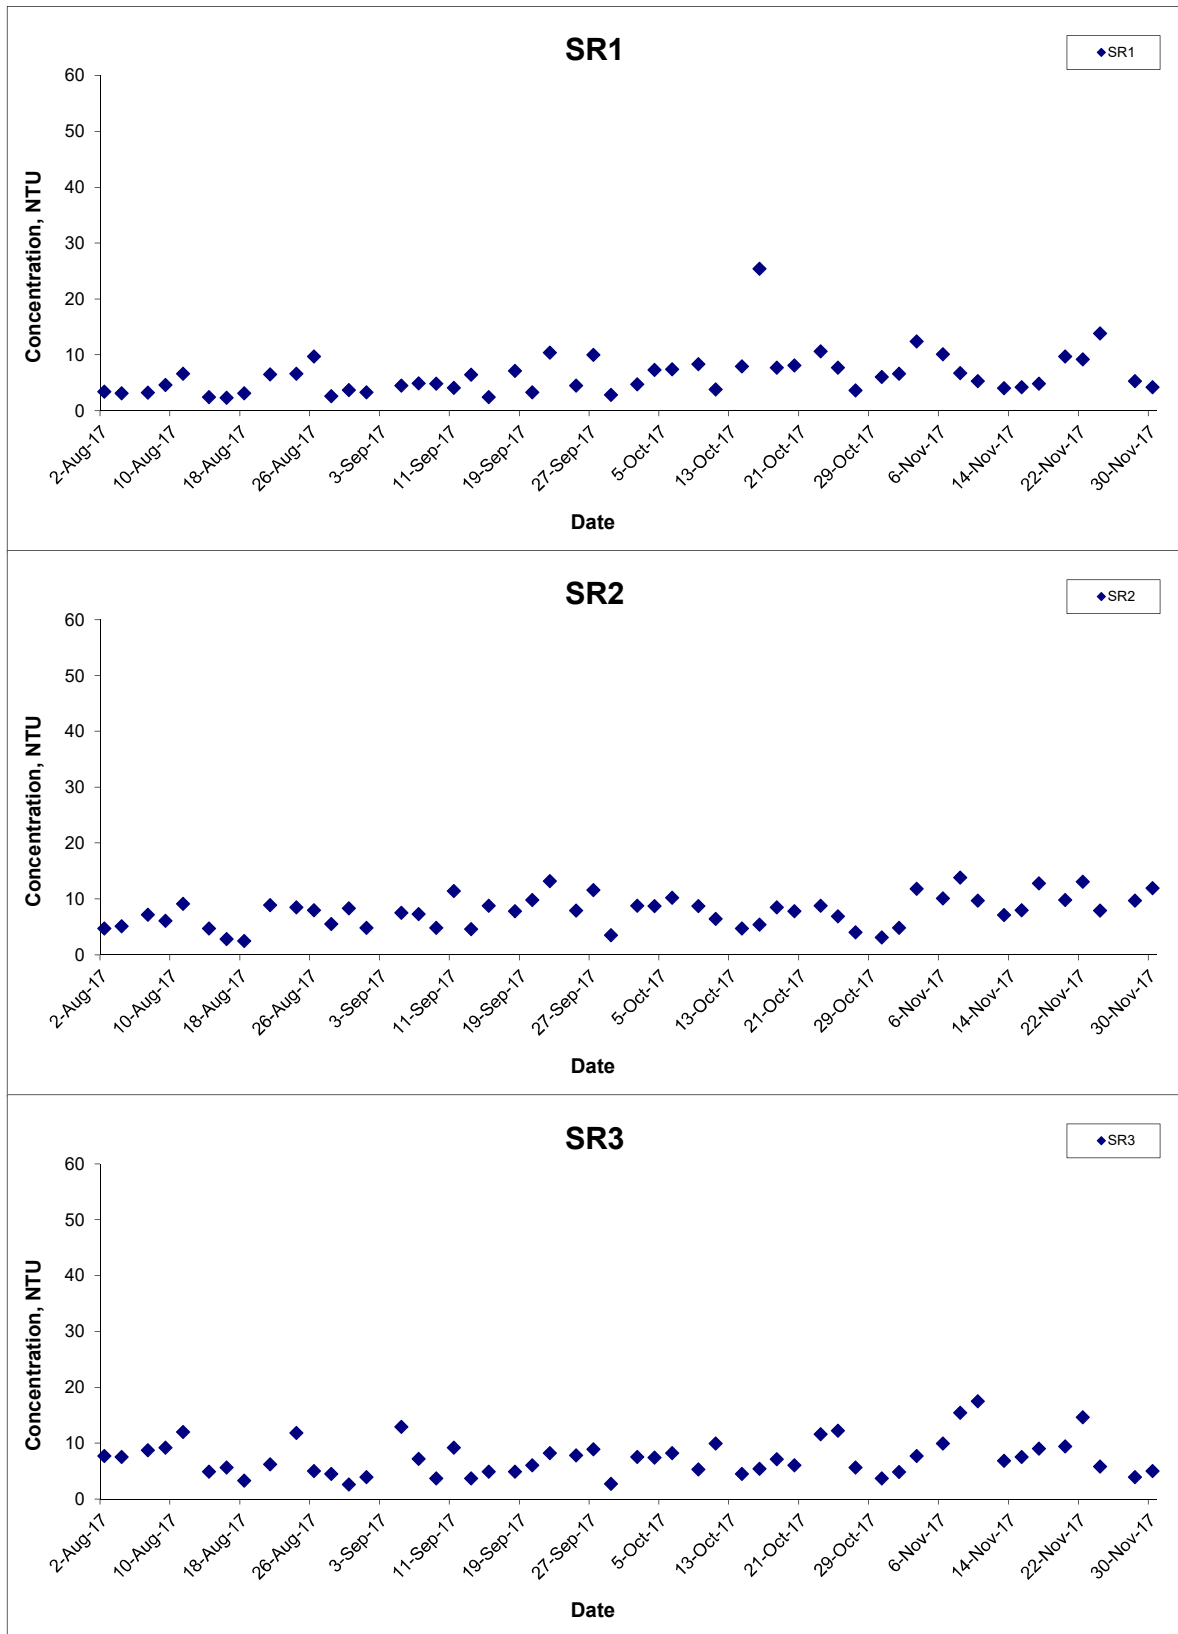 SR1
SR1
Concentration, NTU
60
50
40
30
20
10
0
2-Aug-17
10-Aug-17
18-Aug-17
26-Aug-17
3-Sep-17
11-Sep-17
19-Sep-17
27-Sep-17
5-Oct-17
13-Oct-17
21-Oct-17
29-Oct-17
6-Nov-17
14-Nov-17
22-Nov-17
30-Nov-17
Date
SR2
SR2
Concentration, NTU
60
50
40
30
20
10
0
2-Aug-17
10-Aug-17
18-Aug-17
26-Aug-17
3-Sep-17
11-Sep-17
19-Sep-17
27-Sep-17
5-Oct-17
13-Oct-17
21-Oct-17
29-Oct-17
6-Nov-17
14-Nov-17
22-Nov-17
30-Nov-17
Date
SR3
SR3
Concentration, NTU
60
50
40
30
20
10
0
2-Aug-17
10-Aug-17
18-Aug-17
26-Aug-17
3-Sep-17
11-Sep-17
19-Sep-17
27-Sep-17
5-Oct-17
13-Oct-17
21-Oct-17
29-Oct-17
6-Nov-17
14-Nov-17
22-Nov-17
30-Nov-17
Date